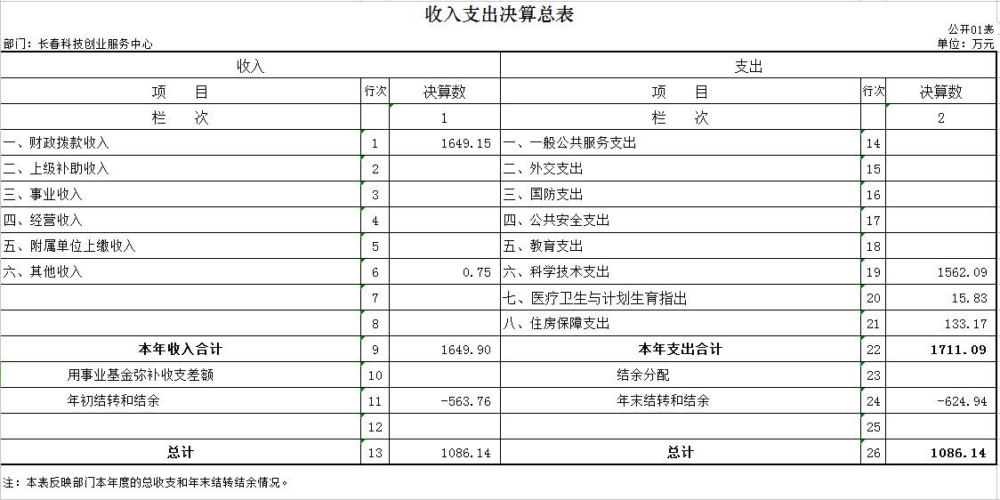 收入支出决算总表
公开01表
部门：长春科技创业服务中心 单位：万元
收入 支出
项 目 行次 决算数 项 目 行次 决算数
栏 次 1 栏 次 2
一、财政拨款收入 1 1649.15 一、一般公共服务支出 14
二、上级补助收入 2 二、外交支出 15
三、事业收入 3 三、国防支出 16
四、经营收入 4 四、公共安全支出 17
五、附属单位上缴收入 5 五、教育支出 18
六、其他收入 6 0.75 六、科学技术支出 19 1562.09
7 七、医疗卫生与计划生育指出 20 15.83
8 八、住房保障支出 21 133.17
本年收入合计 9 1649.90 本年支出合计 22 1711.09
用事业基金弥补收支差额 10 结余分配 23
年初结转和结余 11 -563.76 年末结转和结余 24 -624.94
12 25
总计 13 1086.14 总计 26 1086.14
注：本表反映部门本年度的总收支和年末结转结余情况。